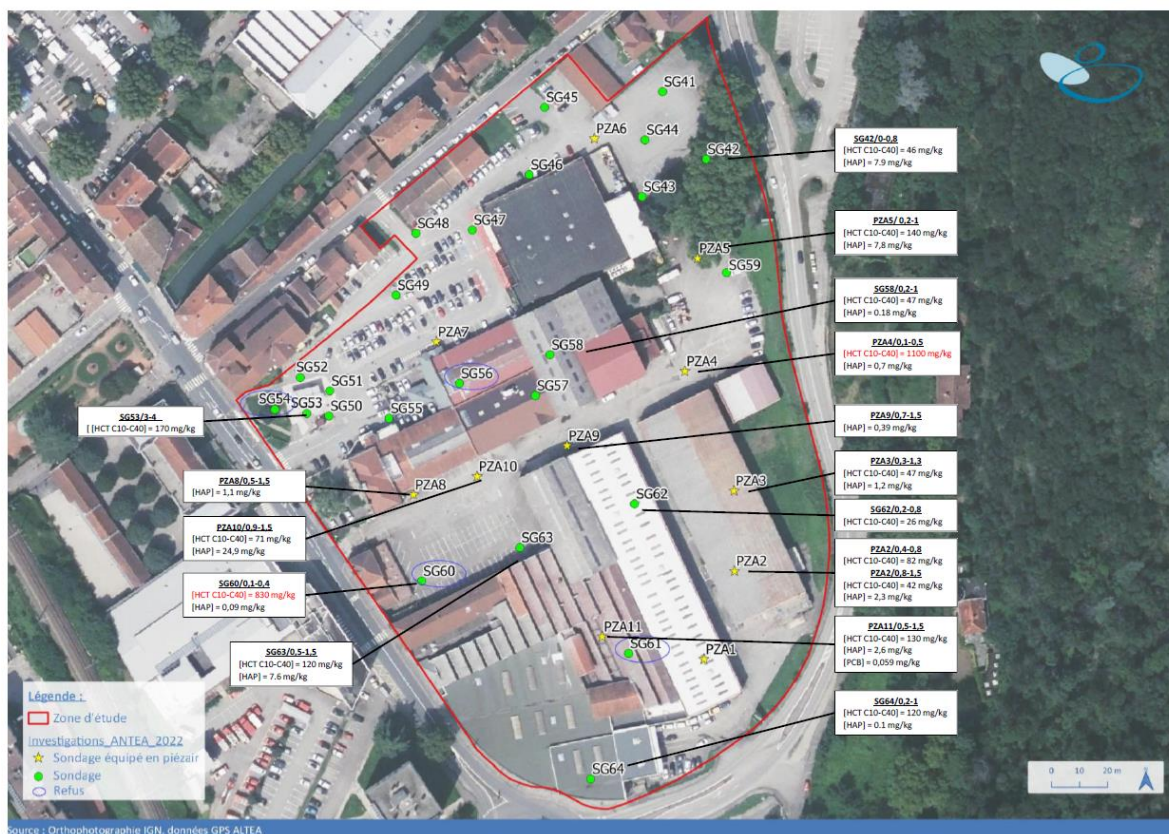 SG41
SG45
PZA6
SG44
SG42
SG46
SG43
SG48
SG47
PZA5
SG59
SG49
PZA7
SG58
PZA4
SG56
SG52
SG51
SG57
SG54
SG53
SG50
SG55
PZA9
PZA10
PZA8
PZA3
SG62
SG63
SG60
PZA2
PZA11
SG61
PZA1
SG64
SG42/0-0,8
[HCT C10-C40] = 46 mg/kg
[HAP] = 7.9 mg/kg
PZA5/ 0,2-1
[HCT C10-C40] = 140 mg/kg
[HAP] = 7,8 mg/kg
SG58/0,2-1
[HCT C10-C40] = 47 mg/kg
[HAP] = 0.18 mg/kg
PZA4/0,1-0,5
[HCT C10-C40] = 1100 mg/kg
[HAP] = 0,7 mg/kg
PZA9/0,7-1,5
[HAP] = 0,39 mg/kg
PZA3/0,3-1,3
[HCT C10-C40] = 47 mg/kg
[HAP] = 1,2 mg/kg
SG62/0,2-0,8
[HCT C10-C40] = 26 mg/kg
PZA2/0,4-0,8
[HCT C10-C40] = 82 mg/kg
PZA2/0,8-1,5
[HCT C10-C40] = 42 mg/kg
[HAP] = 2,3 mg/kg
PZA11/0,5-1,5
[HCT C10-C40] = 130 mg/kg
[HAP] = 2,6 mg/kg
[PCB] = 0,059 mg/kg
SG64/0,2-1
[HCT C10-C40] = 120 mg/kg
[HAP] = 0.1 mg/kg
SG53/3-4
[ [HCT C10-C40] = 170 mg/kg
PZA8/0,5-1,5
[HAP] = 1,1 mg/kg
PZA10/0,9-1,5
[HCT C10-C40] = 71 mg/kg
[HAP] = 24,9 mg/kg
SG60/0,1-0,4
[HCT C10-C40] = 830 mg/kg
[HAP] = 0,09 mg/kg
SG63/0,5-1,5
[HCT C10-C40] = 120 mg/kg
[HAP] = 7.6 mg/kg
Légende :
Zone d'étude
Investigations_ANTEA_2022
Sondage équipé en piézair
Sondage
Refus
0 10 20 m
Source : Orthophotographie IGN, données GPS ALTEA